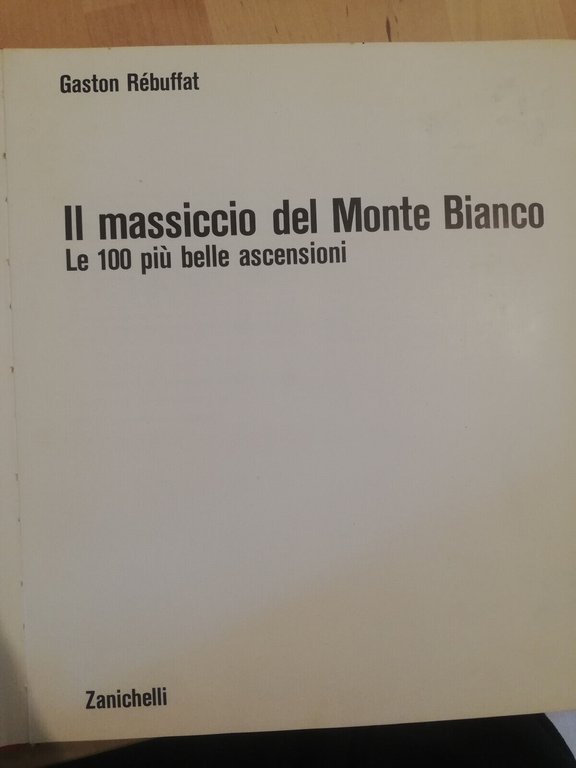 Gaston Rébuffat
Il massiccio del Monte Bianco
Le 100 più belle ascensioni
Zanichelli